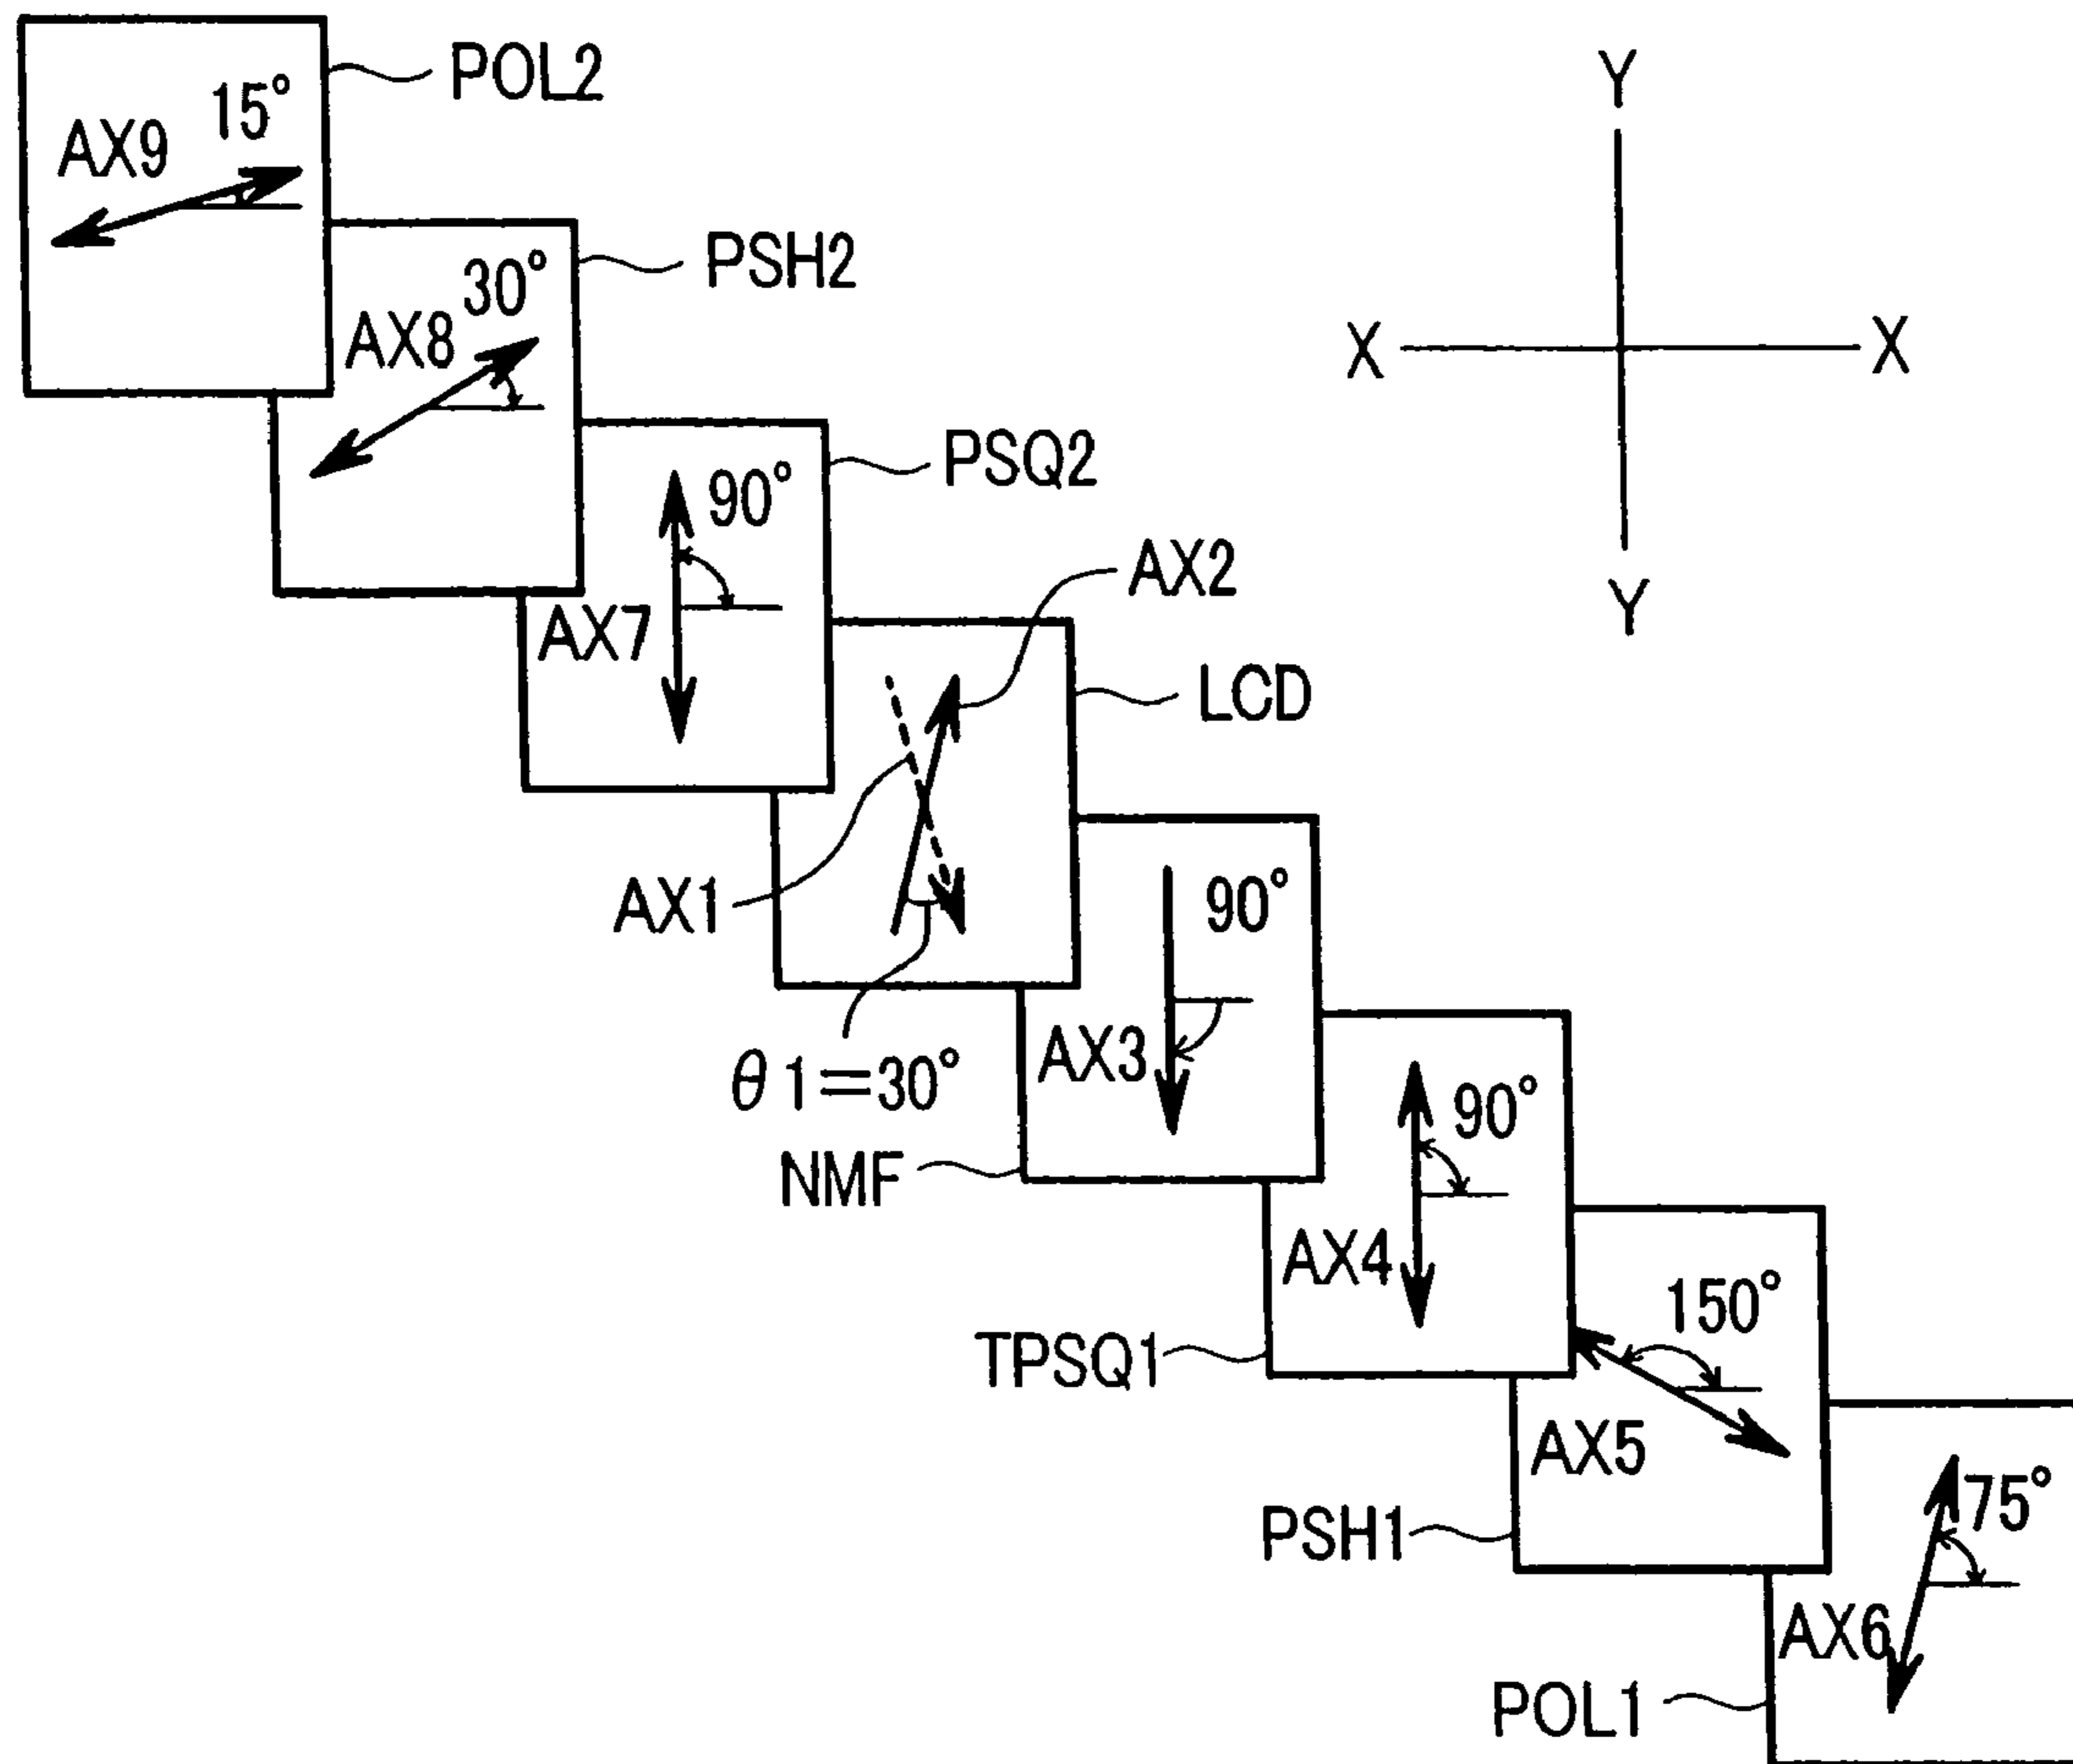 POL2
15°
AX9
Y
PSH2
30°
AX8
X
X
PSQ2
90°
AX2
Y
AX7
LCD
AX1
90°
AX3
θ1=30°
90°
NMF
AX4
150°
TPSQ1
AX5
75°
PSH1
AX6
POL1